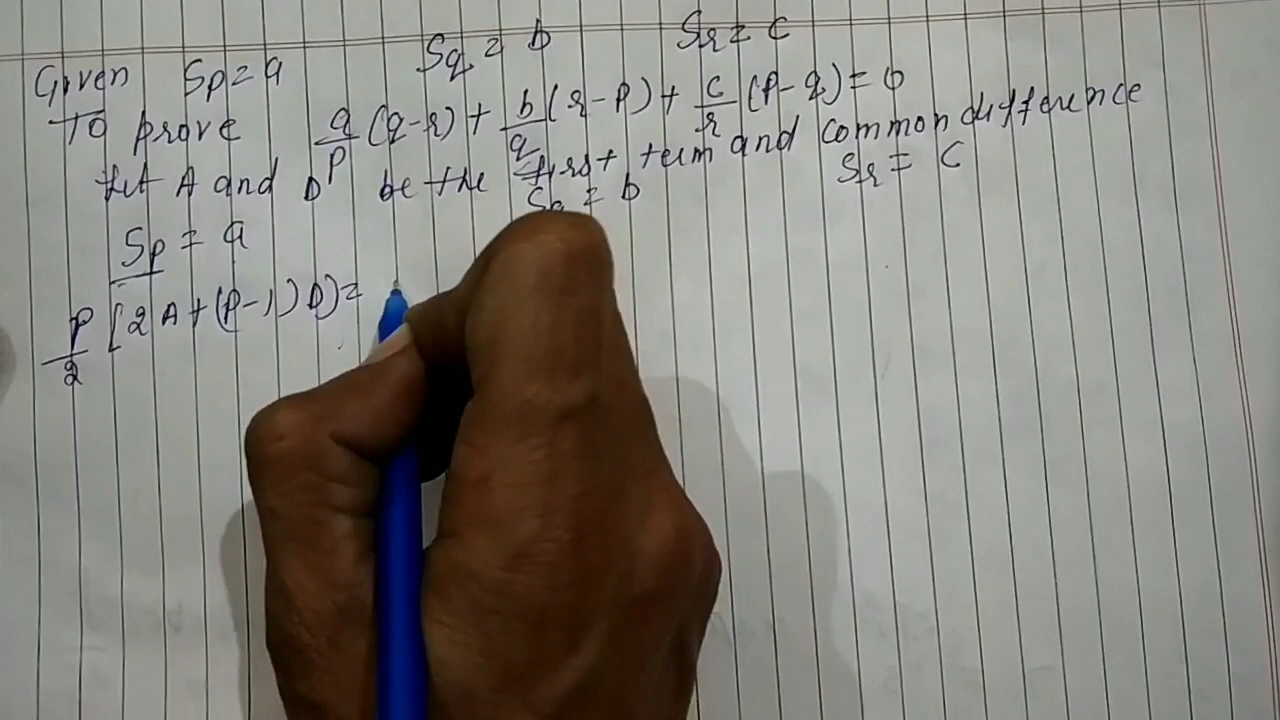 Given Sp = a Sq = b Sr = c
To prove a/p (q-r) + b/q (r-p) + c/r (p-q) = 0
Let A and D be the first term and common difference
Sp = a Sq = b Sr = c
p/2 [2A + (p-1) D] =